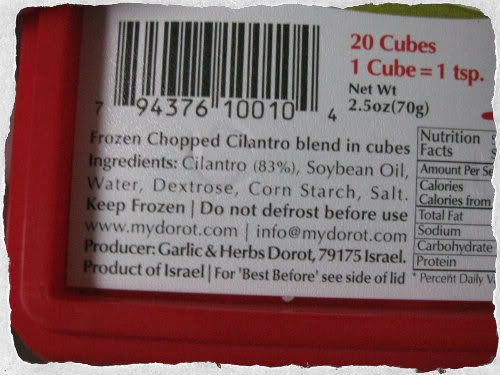 20 Cubes
1 Cube = 1 tsp.
Net Wt
2.5oz(70g)
7 94376 10010 4
Frozen Chopped Cilantro blend in cubes
Ingredients: Cilantro (83%), Soybean Oil,
Water, Dextrose, Corn Starch, Salt.
Keep Frozen | Do not defrost before use
www.mydorot.com | info@mydorot.com
Producer: Garlic & Herbs Dorot, 79175 Israel.
Product of Israel | For 'Best Before' see side of lid
Nutrition
Facts
Amount Per
Calories
Calories from
Total Fat
Sodium
Carbohydrate
Protein
* Percent Daily